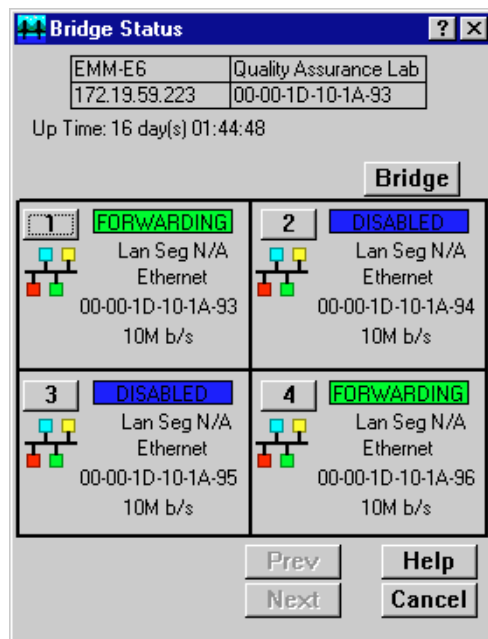 Bridge Status
EMM-E6 Quality Assurance Lab
172.19.59.223 00-00-1D-10-1A-93
Up Time: 16 day(s) 01:44:48
Bridge
1 FORWARDING
Lan Seg N/A
Ethernet
00-00-1D-10-1A-93
10M b/s
2 DISABLED
Lan Seg N/A
Ethernet
00-00-1D-10-1A-94
10M b/s
3 DISABLED
Lan Seg N/A
Ethernet
00-00-1D-10-1A-95
10M b/s
4 FORWARDING
Lan Seg N/A
Ethernet
00-00-1D-10-1A-96
10M b/s
Prev Help
Next Cancel